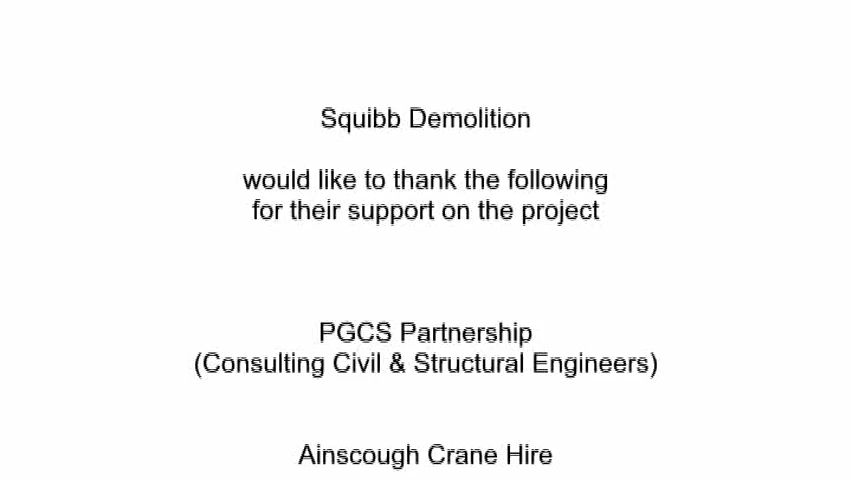 Squibb Demolition
would like to thank the following
for their support on the project
PGCS Partnership
(Consulting Civil & Structural Engineers)
Ainscough Crane Hire